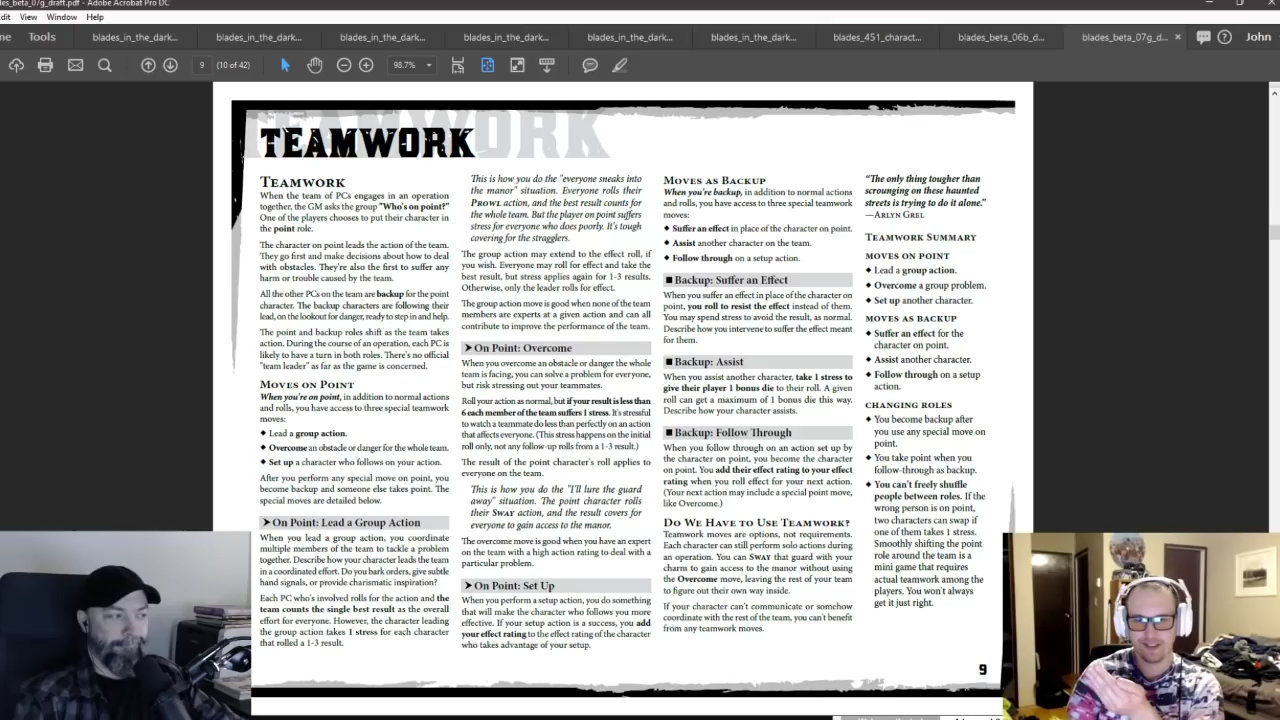 blades_beta_07g_draft.pdf - Adobe Acrobat Pro DC
Edit View Window Help
Tools blades_in_the_dark... blades_in_the_dark... blades_in_the_dark... blades_in_the_dark... blades_in_the_dark... blades_in_the_dark... blades_451_charact... blades_beta_06b_d... blades_beta_07g_d... John
9 (10 of 42) 98.7%
TEAMWORK
TEAMWORK
When the team of PCs engages in an operation
together, the GM asks the group "Who's on point?"
One of the players chooses to put their character in
the point role.
The character on point leads the action of the team.
They go first and make decisions about how to deal
with obstacles. They're also the first to suffer any
harm or trouble caused by the team.
All the other PCs on the team are backup for the point
character. The backup characters are following their
lead, on the lookout for danger, ready to step in and help.
The point and backup roles shift as the team takes
action. During the course of an operation, each PC is
likely to have a turn in both roles. There's no official
"team leader" as far as the game is concerned.
MOVES ON POINT
When you're on point, in addition to normal actions
and rolls, you have access to three special teamwork
moves:
◆ Lead a group action.
◆ Overcome an obstacle or danger for the whole team.
◆ Set up a character who follows on your action.
After you perform any special move on point, you
become backup and someone else takes point. The
special moves are detailed below.
➤ On Point: Lead a Group Action
When you lead a group action, you coordinate
multiple members of the team to tackle a problem
together. Describe how your character leads the team
in a coordinated effort. Do you bark orders, give subtle
hand signals, or provide charismatic inspiration?
Each PC who's involved rolls for the action and the
team counts the single best result as the overall
effort for everyone. However, the character leading
the group action takes 1 stress for each character
that rolled a 1-3 result.
This is how you do the "everyone sneaks into
the manor" situation. Everyone rolls their
PROWL action, and the best result counts for
the whole team. But the player on point suffers
stress for everyone who does poorly. It's tough
covering for the stragglers.
The group action may extend to the effect roll, if
you wish. Everyone may roll for effect and take the
best result, but stress applies again for 1-3 results.
Otherwise, only the leader rolls for effect.
The group action move is good when none of the team
members are experts at a given action and can all
contribute to improve the performance of the team.
➤ On Point: Overcome
When you overcome an obstacle or danger the whole
team is facing, you can solve a problem for everyone,
but risk stressing out your teammates.
Roll your action as normal, but if your result is less than
6 each member of the team suffers 1 stress. It's stressful
to watch a teammate do less than perfectly on an action
that affects everyone. (This stress happens on the initial
roll only, not any follow-up rolls from a 1-3 result.)
The result of the point character's roll applies to
everyone on the team.
This is how you do the "I'll lure the guard
away" situation. The point character rolls
their SWAY action, and the result covers for
everyone to gain access to the manor.
The overcome move is good when you have an expert
on the team with a high action rating to deal with a
particular problem.
➤ On Point: Set Up
When you perform a setup action, you do something
that will make the character who follows you more
effective. If your setup action is a success, you add
your effect rating to the effect rating of the character
who takes advantage of your setup.
MOVES AS BACKUP
When you're backup, in addition to normal actions
and rolls, you have access to three special teamwork
moves:
◆ Suffer an effect in place of the character on point.
◆ Assist another character on the team.
◆ Follow through on a setup action.
■ Backup: Suffer an Effect
When you suffer an effect in place of the character on
point, you roll to resist the effect instead of them.
You may spend stress to avoid the result, as normal.
Describe how you intervene to suffer the effect meant
for them.
■ Backup: Assist
When you assist another character, take 1 stress to
give their player 1 bonus die to their roll. A given
roll can get a maximum of 1 bonus die this way.
Describe how your character assists.
■ Backup: Follow Through
When you follow through on an action set up by
the character on point, you become the character
on point. You add their effect rating to your effect
rating when you roll effect for your next action.
(Your next action may include a special point move,
like Overcome.)
DO WE HAVE TO USE TEAMWORK?
Teamwork moves are options, not requirements.
Each character can still perform solo actions during
an operation. You can SWAY that guard with your
charm to gain access to the manor without using
the Overcome move, leaving the rest of your team
to figure out their own way inside.
If your character can't communicate or somehow
coordinate with the rest of the team, you can't benefit
from any teamwork moves.
"The only thing tougher than
scrounging on these haunted
streets is trying to do it alone."
—ARLYN GREL
TEAMWORK SUMMARY
MOVES ON POINT
◆ Lead a group action.
◆ Overcome a group problem.
◆ Set up another character.
MOVES AS BACKUP
◆ Suffer an effect for the
character on point.
◆ Assist another character.
◆ Follow through on a setup
action.
CHANGING ROLES
◆ You become backup after
you use any special move on
point.
◆ You take point when you
follow-through as backup.
◆ You can't freely shuffle
people between roles. If the
wrong person is on point,
two characters can swap if
one of them takes 1 stress.
Smoothly shifting the point
role around the team is a
mini game that requires
actual teamwork among the
players. You won't always
get it just right.
9